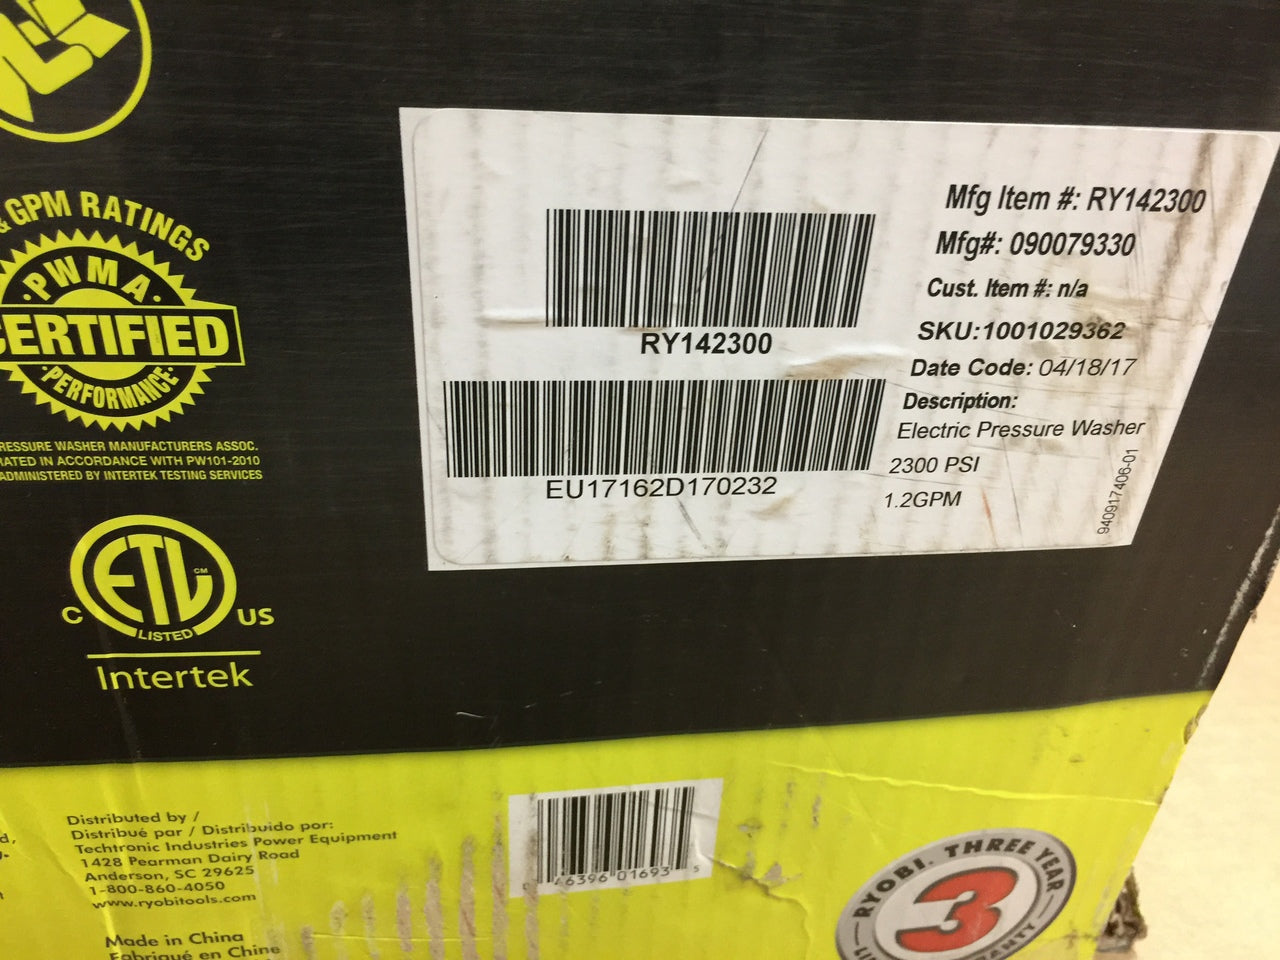 & GPM RATINGS
PWMA
CERTIFIED
PERFORMANCE
PRESSURE WASHER MANUFACTURERS ASSOC.
RATED IN ACCORDANCE WITH PW101-2010
ADMINISTERED BY INTERTEK TESTING SERVICES
ETL CM
C LISTED US
Intertek
RY142300
EU17162D170232
Mfg Item #: RY142300
Mfg#: 090079330
Cust. Item #: n/a
SKU:1001029362
Date Code: 04/18/17
Description:
Electric Pressure Washer
2300 PSI
1.2GPM
940917406-01
Distributed by /
Distribué par / Distribuido por:
Techtronic Industries Power Equipment
1428 Pearman Dairy Road
Anderson, SC 29625
1-800-860-4050
www.ryobitools.com
Made in China
Fabriqué en Chine
46396 01693 5
RYOBI. THREE YEAR
3